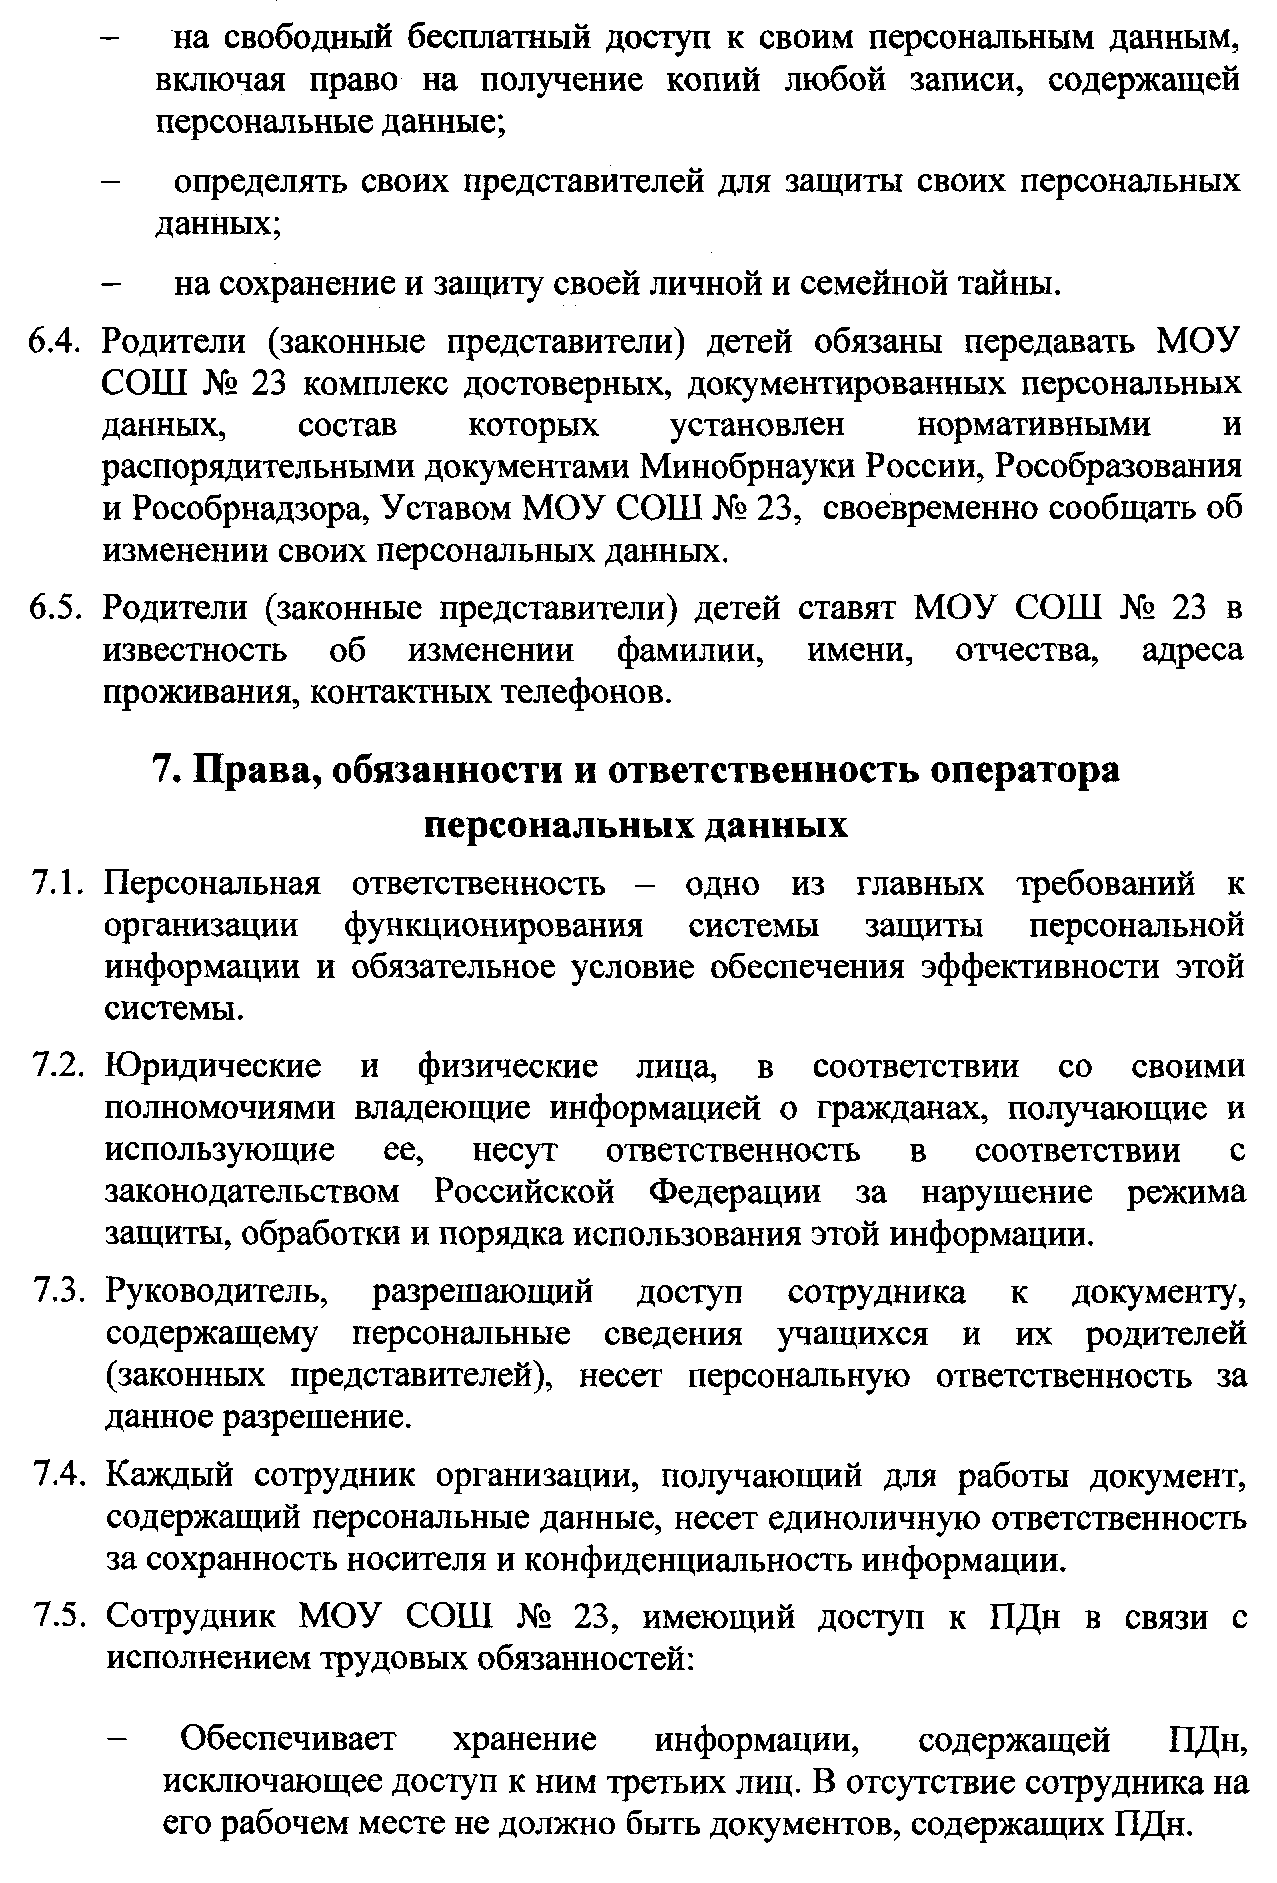 – на свободный бесплатный доступ к своим персональным данным,
включая право на получение копий любой записи, содержащей
персональные данные;
– определять своих представителей для защиты своих персональных
данных;
– на сохранение и защиту своей личной и семейной тайны.
6.4. Родители (законные представители) детей обязаны передавать МОУ
СОШ № 23 комплекс достоверных, документированных персональных
данных, состав которых установлен нормативными и
распорядительными документами Минобрнауки России, Рособразования
и Рособрнадзора, Уставом МОУ СОШ № 23, своевременно сообщать об
изменении своих персональных данных.
6.5. Родители (законные представители) детей ставят МОУ СОШ № 23 в
известность об изменении фамилии, имени, отчества, адреса
проживания, контактных телефонов.
7. Права, обязанности и ответственность оператора
персональных данных
7.1. Персональная ответственность – одно из главных требований к
организации функционирования системы защиты персональной
информации и обязательное условие обеспечения эффективности этой
системы.
7.2. Юридические и физические лица, в соответствии со своими
полномочиями владеющие информацией о гражданах, получающие и
использующие ее, несут ответственность в соответствии с
законодательством Российской Федерации за нарушение режима
защиты, обработки и порядка использования этой информации.
7.3. Руководитель, разрешающий доступ сотрудника к документу,
содержащему персональные сведения учащихся и их родителей
(законных представителей), несет персональную ответственность за
данное разрешение.
7.4. Каждый сотрудник организации, получающий для работы документ,
содержащий персональные данные, несет единоличную ответственность
за сохранность носителя и конфиденциальность информации.
7.5. Сотрудник МОУ СОШ № 23, имеющий доступ к ПДн в связи с
исполнением трудовых обязанностей:
– Обеспечивает хранение информации, содержащей ПДн,
исключающее доступ к ним третьих лиц. В отсутствие сотрудника на
его рабочем месте не должно быть документов, содержащих ПДн.